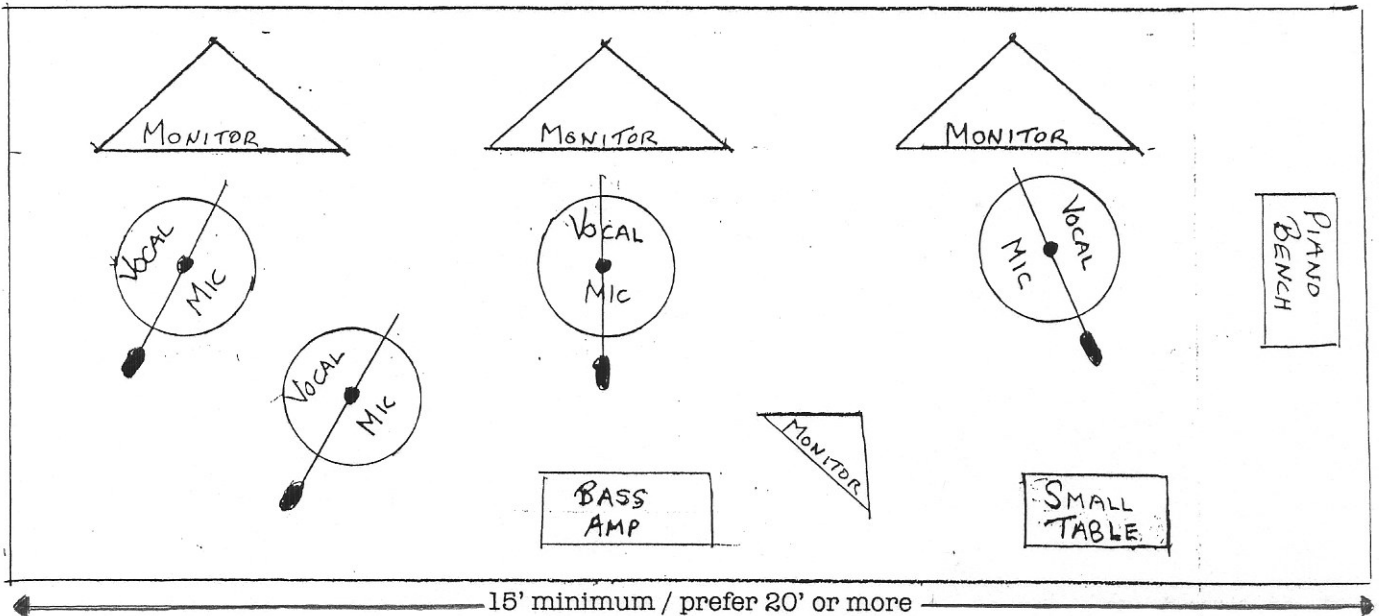 MONITOR
MONITOR
MONITOR
VOCAL
MIC
VOCAL
MIC
VOCAL
MIC
PIANO
BENCH
VOCAL
MIC
MONITOR
BASS
AMP
SMALL
TABLE
15' minimum / prefer 20' or more